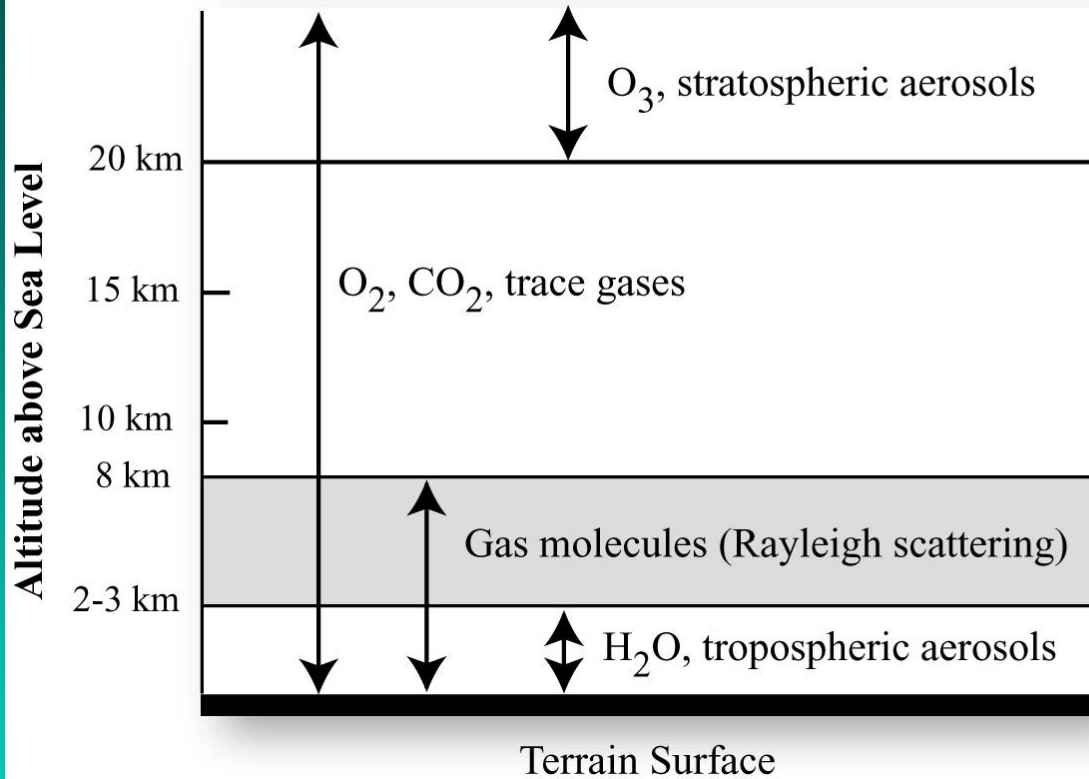 Altitude above Sea Level
O₃, stratospheric aerosols
20 km
O₂, CO₂, trace gases
15 km
10 km
8 km
Gas molecules (Rayleigh scattering)
2-3 km
H₂O, tropospheric aerosols
Terrain Surface